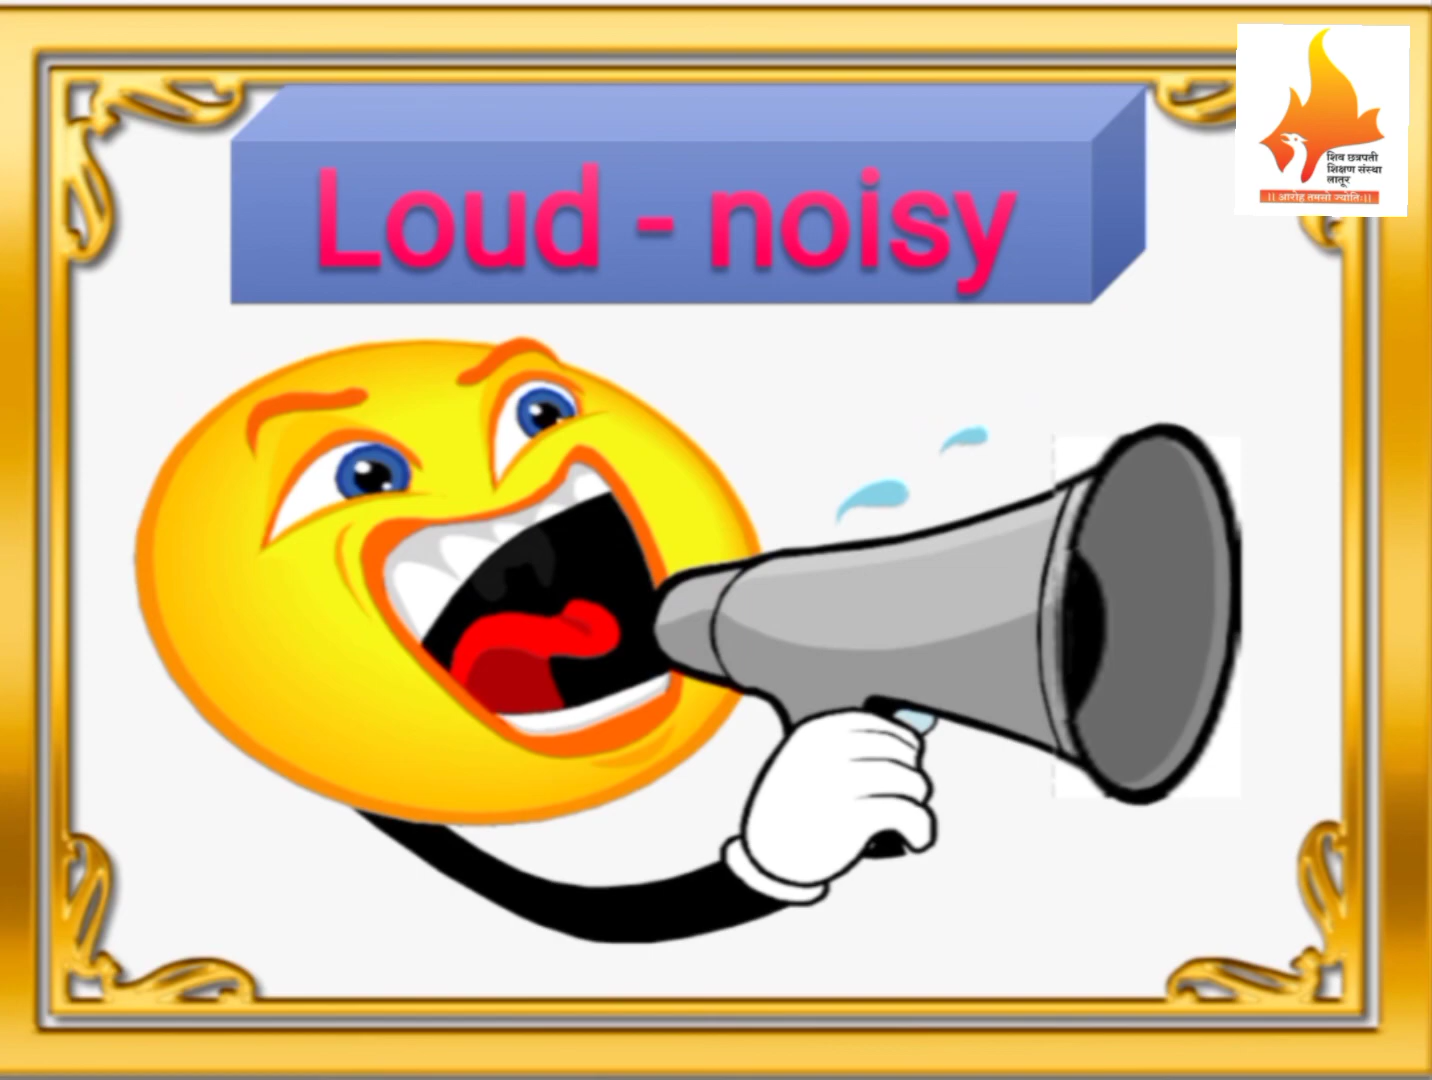 Loud - noisy
शिव छत्रपती
शिक्षण संस्था
लातूर
।। आरोह तमसो ज्योतिः।।